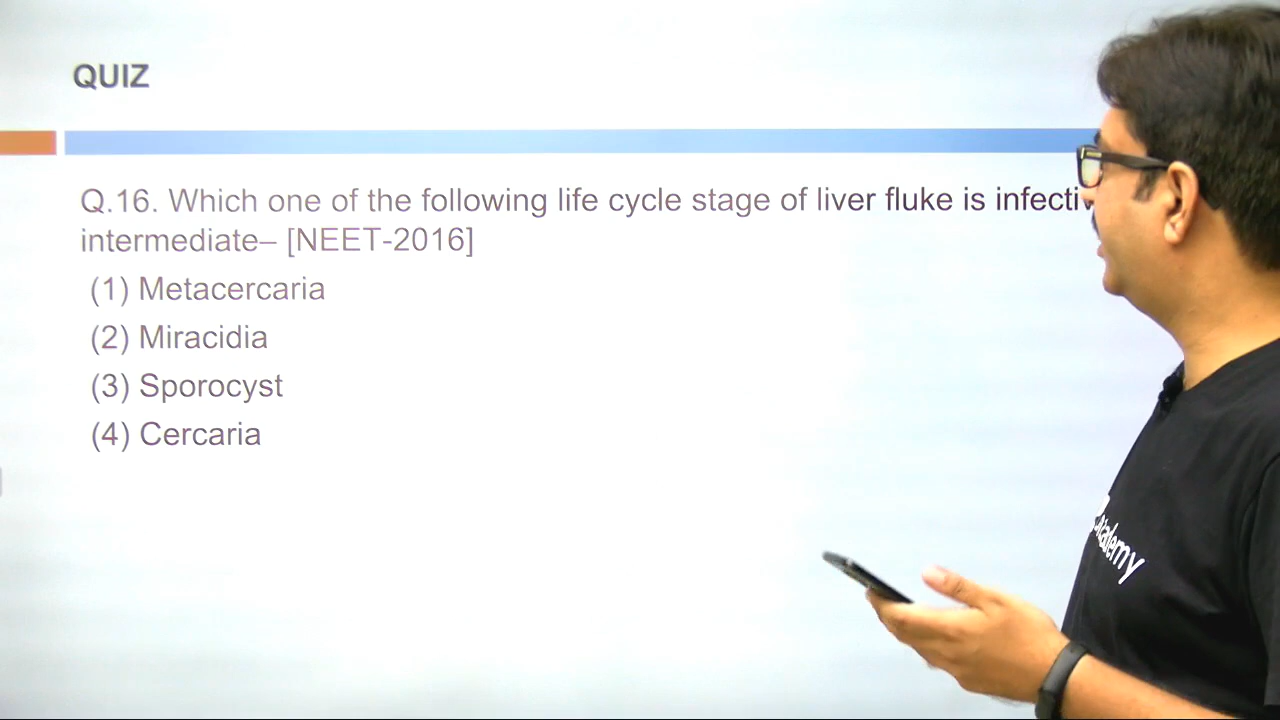 QUIZ
Q.16. Which one of the following life cycle stage of liver fluke is
intermediate– [NEET-2016]
(1) Metacercaria
(2) Miracidia
(3) Sporocyst
(4) Cercaria